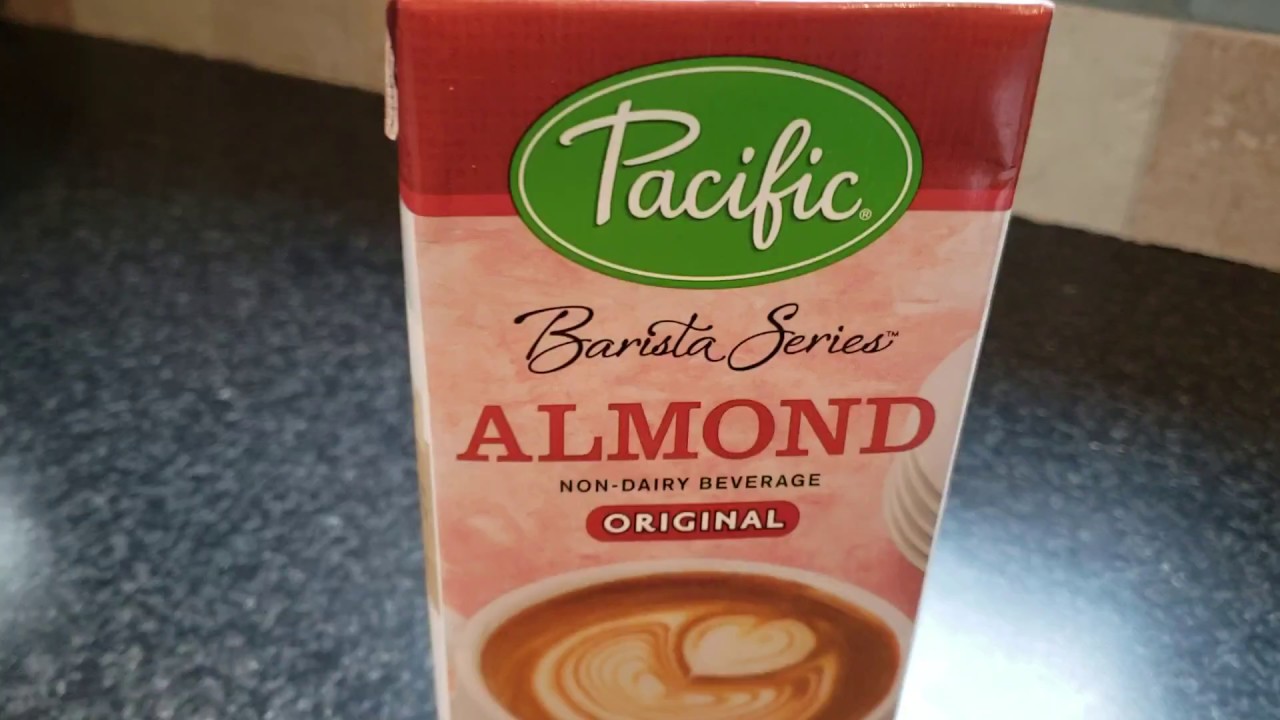 Pacific®
Barista Series™
ALMOND
NON-DAIRY BEVERAGE
ORIGINAL